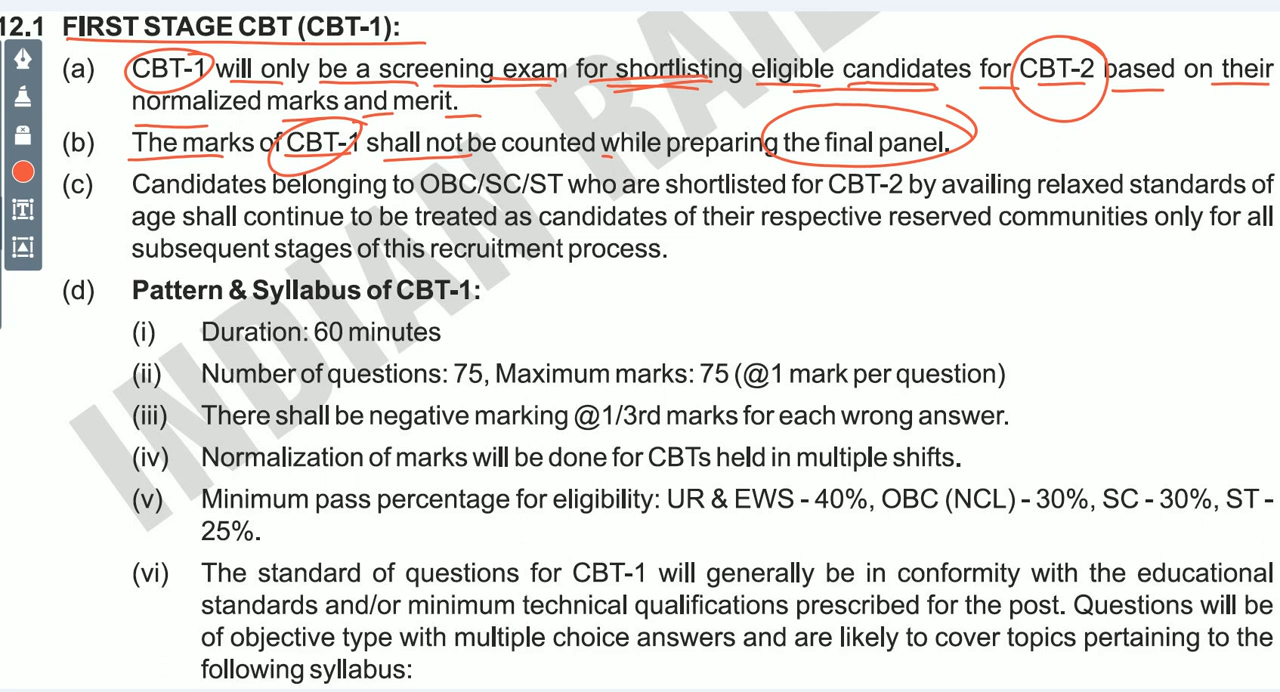 12.1 FIRST STAGE CBT (CBT-1):
(a) CBT-1 will only be a screening exam for shortlisting eligible candidates for CBT-2 based on their
normalized marks and merit.
(b) The marks of CBT-1 shall not be counted while preparing the final panel.
(c) Candidates belonging to OBC/SC/ST who are shortlisted for CBT-2 by availing relaxed standards of
age shall continue to be treated as candidates of their respective reserved communities only for all
subsequent stages of this recruitment process.
(d) Pattern & Syllabus of CBT-1:
(i) Duration: 60 minutes
(ii) Number of questions: 75, Maximum marks: 75 (@1 mark per question)
(iii) There shall be negative marking @1/3rd marks for each wrong answer.
(iv) Normalization of marks will be done for CBTs held in multiple shifts.
(v) Minimum pass percentage for eligibility: UR & EWS - 40%, OBC (NCL) - 30%, SC - 30%, ST -
25%.
(vi) The standard of questions for CBT-1 will generally be in conformity with the educational
standards and/or minimum technical qualifications prescribed for the post. Questions will be
of objective type with multiple choice answers and are likely to cover topics pertaining to the
following syllabus:
INDIAN RAIL